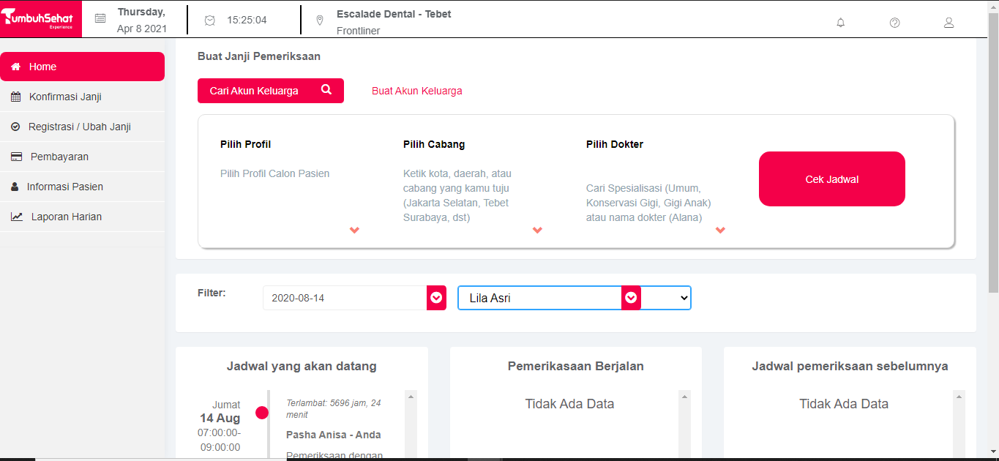 TumbuhSehat
Experience
Thursday,
Apr 8 2021
15:25:04
Escalade Dental - Tebet
Frontliner
Home
Konfirmasi Janji
Registrasi / Ubah Janji
Pembayaran
Informasi Pasien
Laporan Harian
Buat Janji Pemeriksaan
Cari Akun Keluarga
Buat Akun Keluarga
Pilih Profil
Pilih Profil Calon Pasien
Pilih Cabang
Ketik kota, daerah, atau
cabang yang kamu tuju
(Jakarta Selatan, Tebet
Surabaya, dst)
Pilih Dokter
Cari Spesialisasi (Umum,
Konservasi Gigi, Gigi Anak)
atau nama dokter (Alana)
Cek Jadwal
Filter:
2020-08-14
Lila Asri
Jadwal yang akan datang
Jumat
14 Aug
07:00:00-
09:00:00
Terlambat: 5696 jam, 24
menit
Pasha Anisa - Anda
Pemeriksaan dengan
Pemerikasaan Berjalan
Tidak Ada Data
Jadwal pemeriksaan sebelumnya
Tidak Ada Data